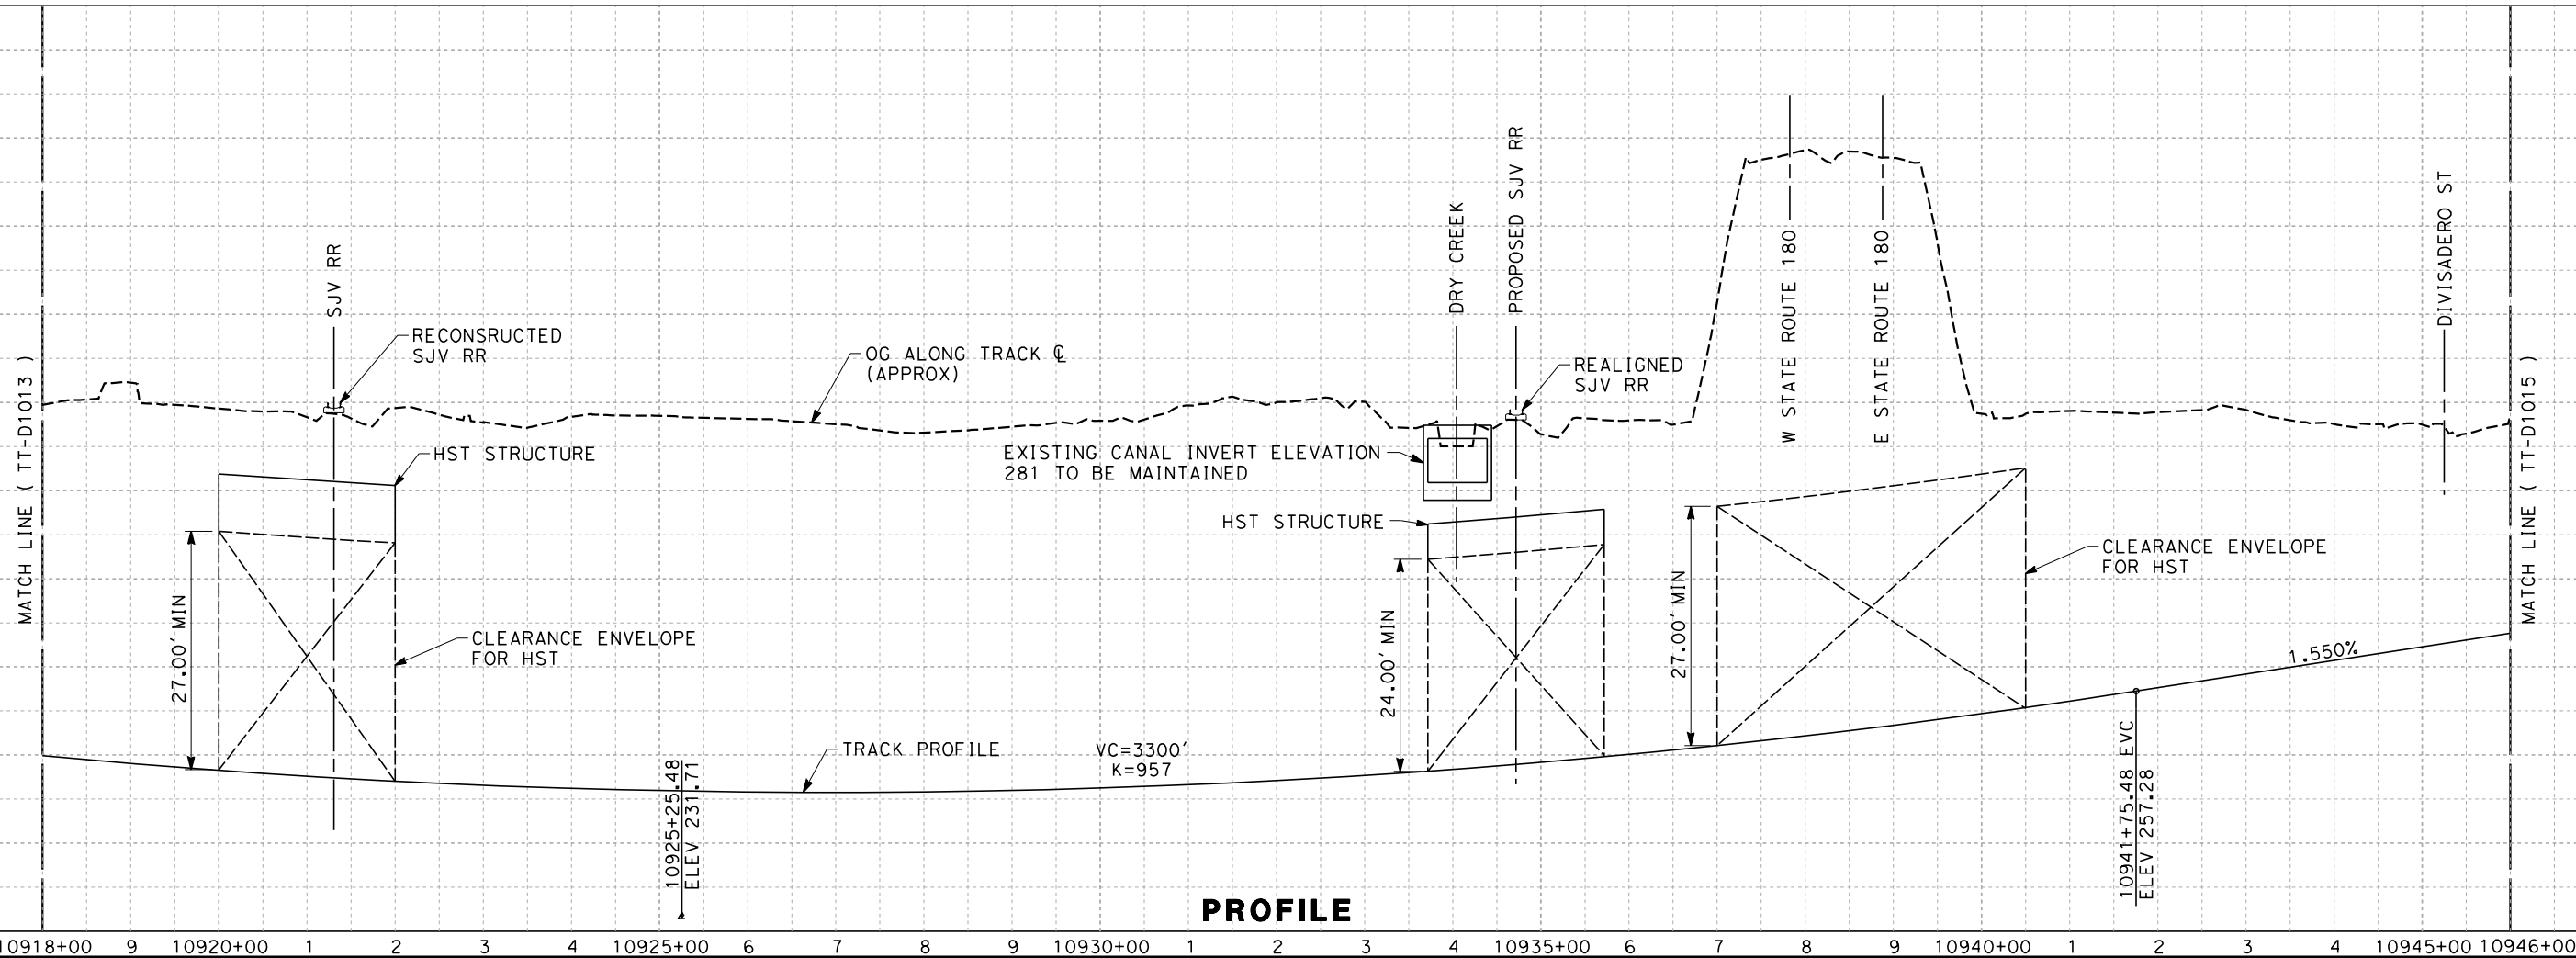 SJV RR
RECONSRUCTED
SJV RR
OG ALONG TRACK ℄
(APPROX)
DRY CREEK
PROPOSED SJV RR
REALIGNED
SJV RR
W STATE ROUTE 180
E STATE ROUTE 180
DIVISADERO ST
MATCH LINE ( TT-D1013 )
MATCH LINE ( TT-D1015 )
HST STRUCTURE
EXISTING CANAL INVERT ELEVATION
281 TO BE MAINTAINED
HST STRUCTURE
CLEARANCE ENVELOPE
FOR HST
27.00' MIN
24.00' MIN
27.00' MIN
CLEARANCE ENVELOPE
FOR HST
1.550%
TRACK PROFILE
VC=3300'
K=957
10925+25.48
ELEV 231.71
10941+75.48 EVC
ELEV 257.28
PROFILE
10918+00 9 10920+00 1 2 3 4 10925+00 6 7 8 9 10930+00 1 2 3 4 10935+00 6 7 8 9 10940+00 1 2 3 4 10945+00 10946+00